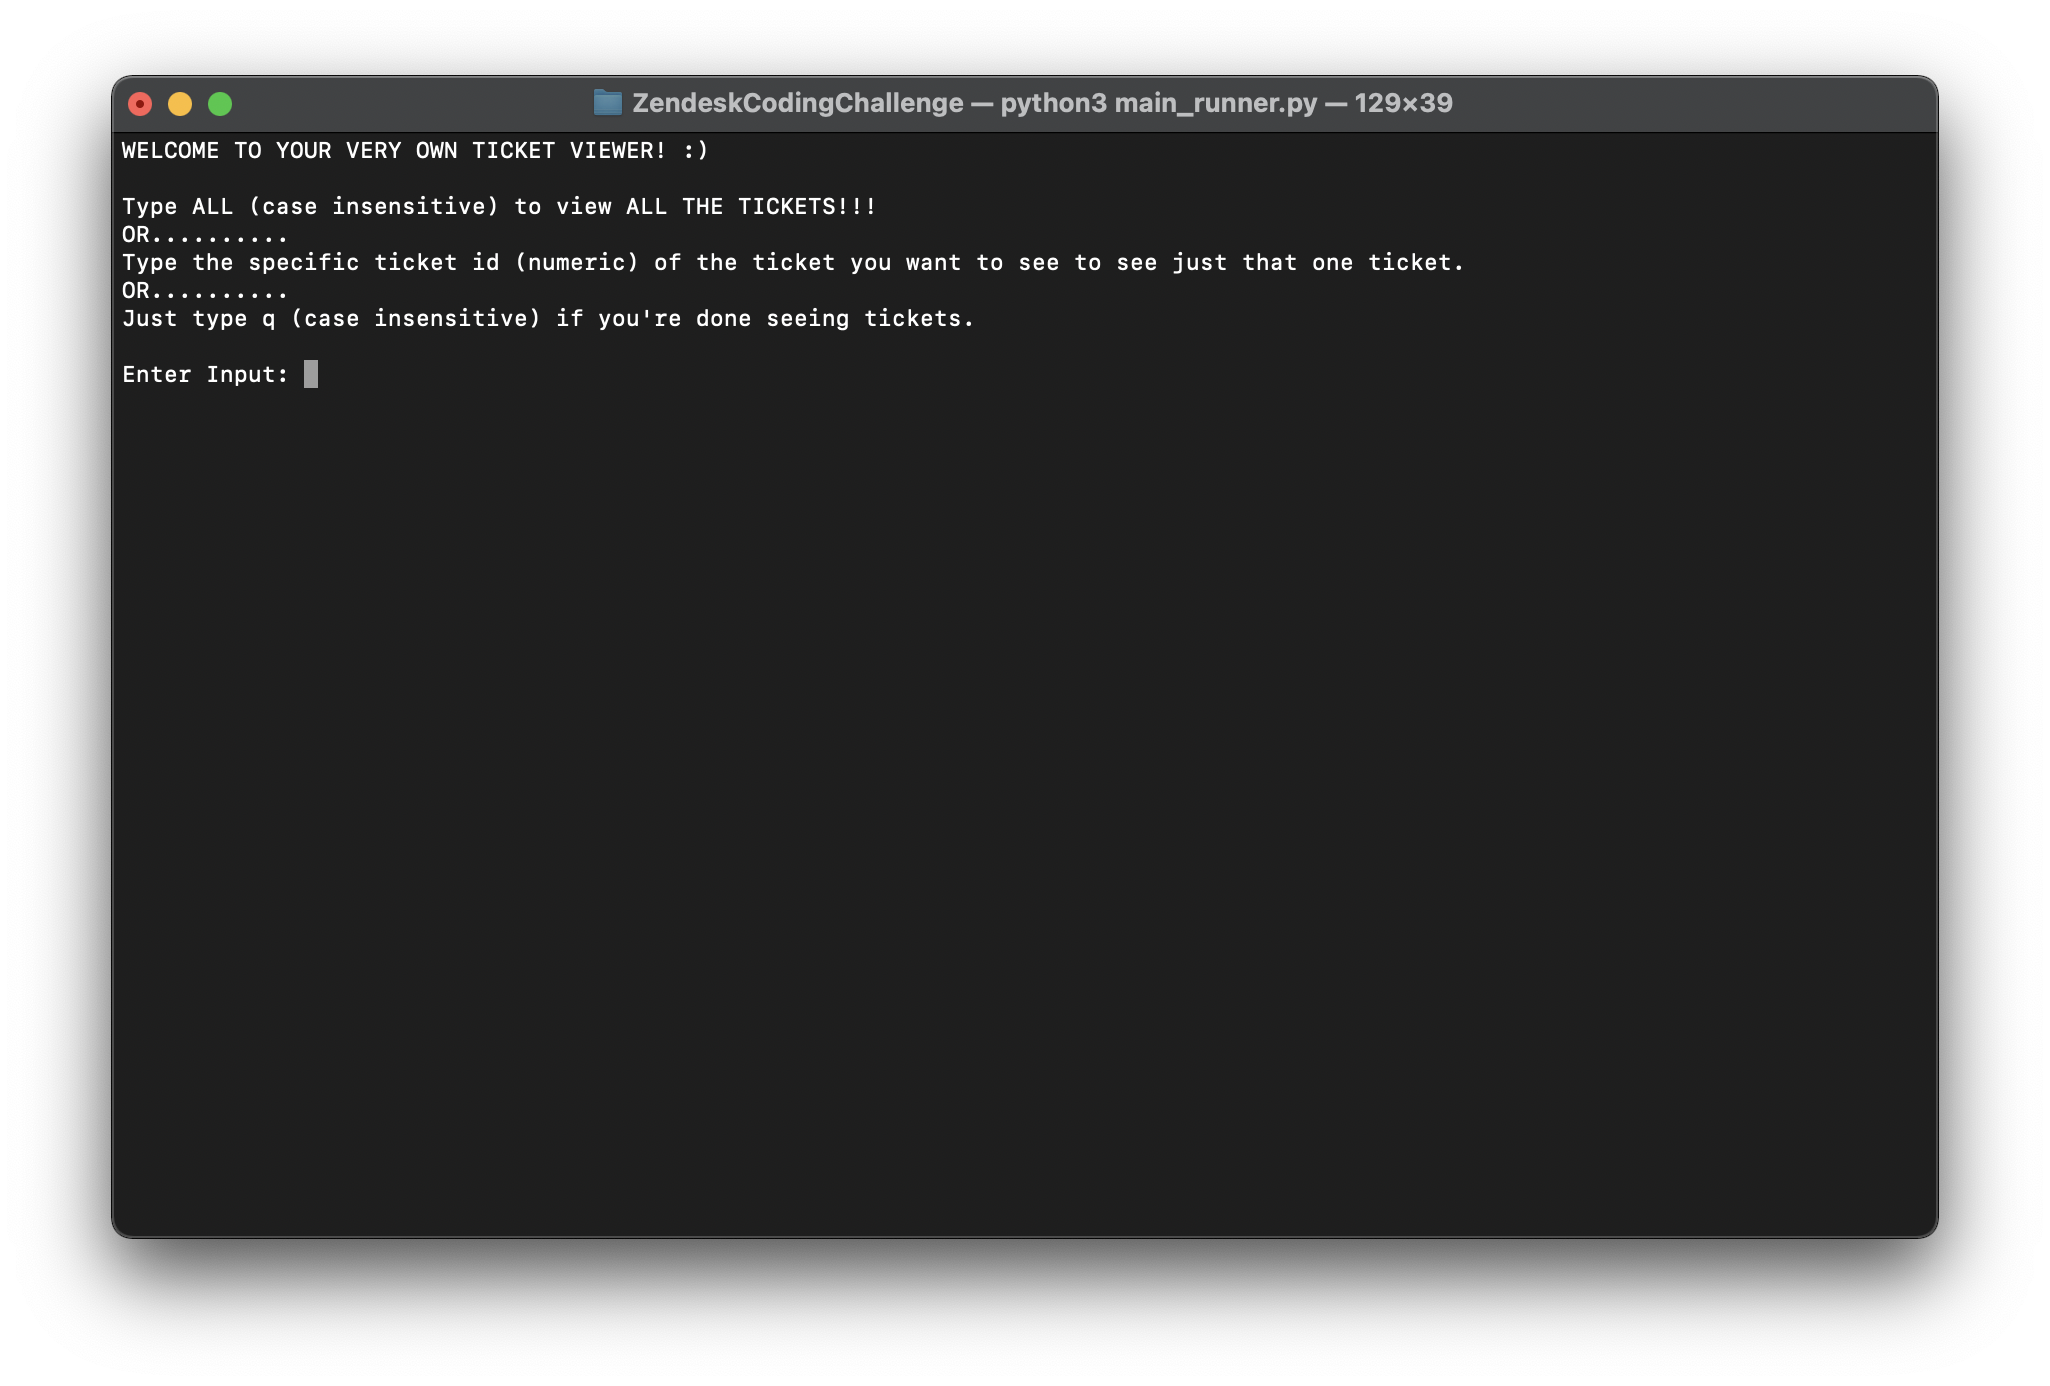 ZendeskCodingChallenge — python3 main_runner.py — 129×39
WELCOME TO YOUR VERY OWN TICKET VIEWER! :)
Type ALL (case insensitive) to view ALL THE TICKETS!!!
OR..........
Type the specific ticket id (numeric) of the ticket you want to see to see just that one ticket.
OR..........
Just type q (case insensitive) if you're done seeing tickets.
Enter Input: